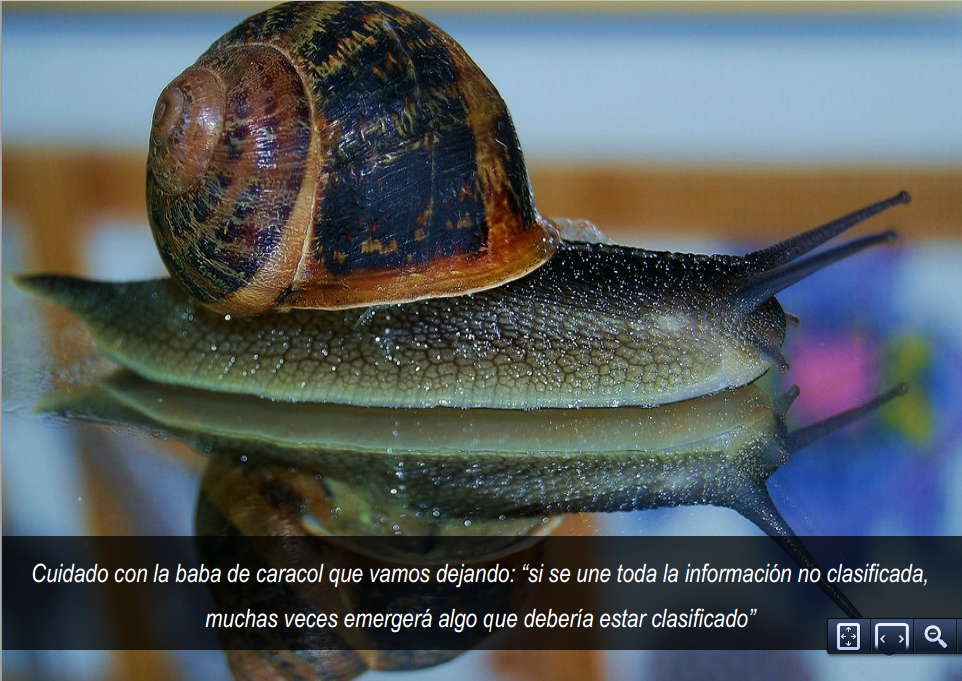 Cuidado con la baba de caracol que vamos dejando: “si se une toda la información no clasificada,
muchas veces emergerá algo que debería estar clasificado”